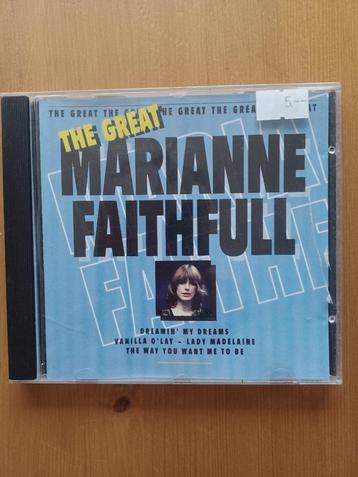 THE GREAT THE GREAT THE GREAT THE GREAT
5.—
THE GREAT
MARIANNE
FAITHFULL
DREAMIN' MY DREAMS
VANILLA O'LAY – LADY MADELAINE
THE WAY YOU WANT ME TO BE